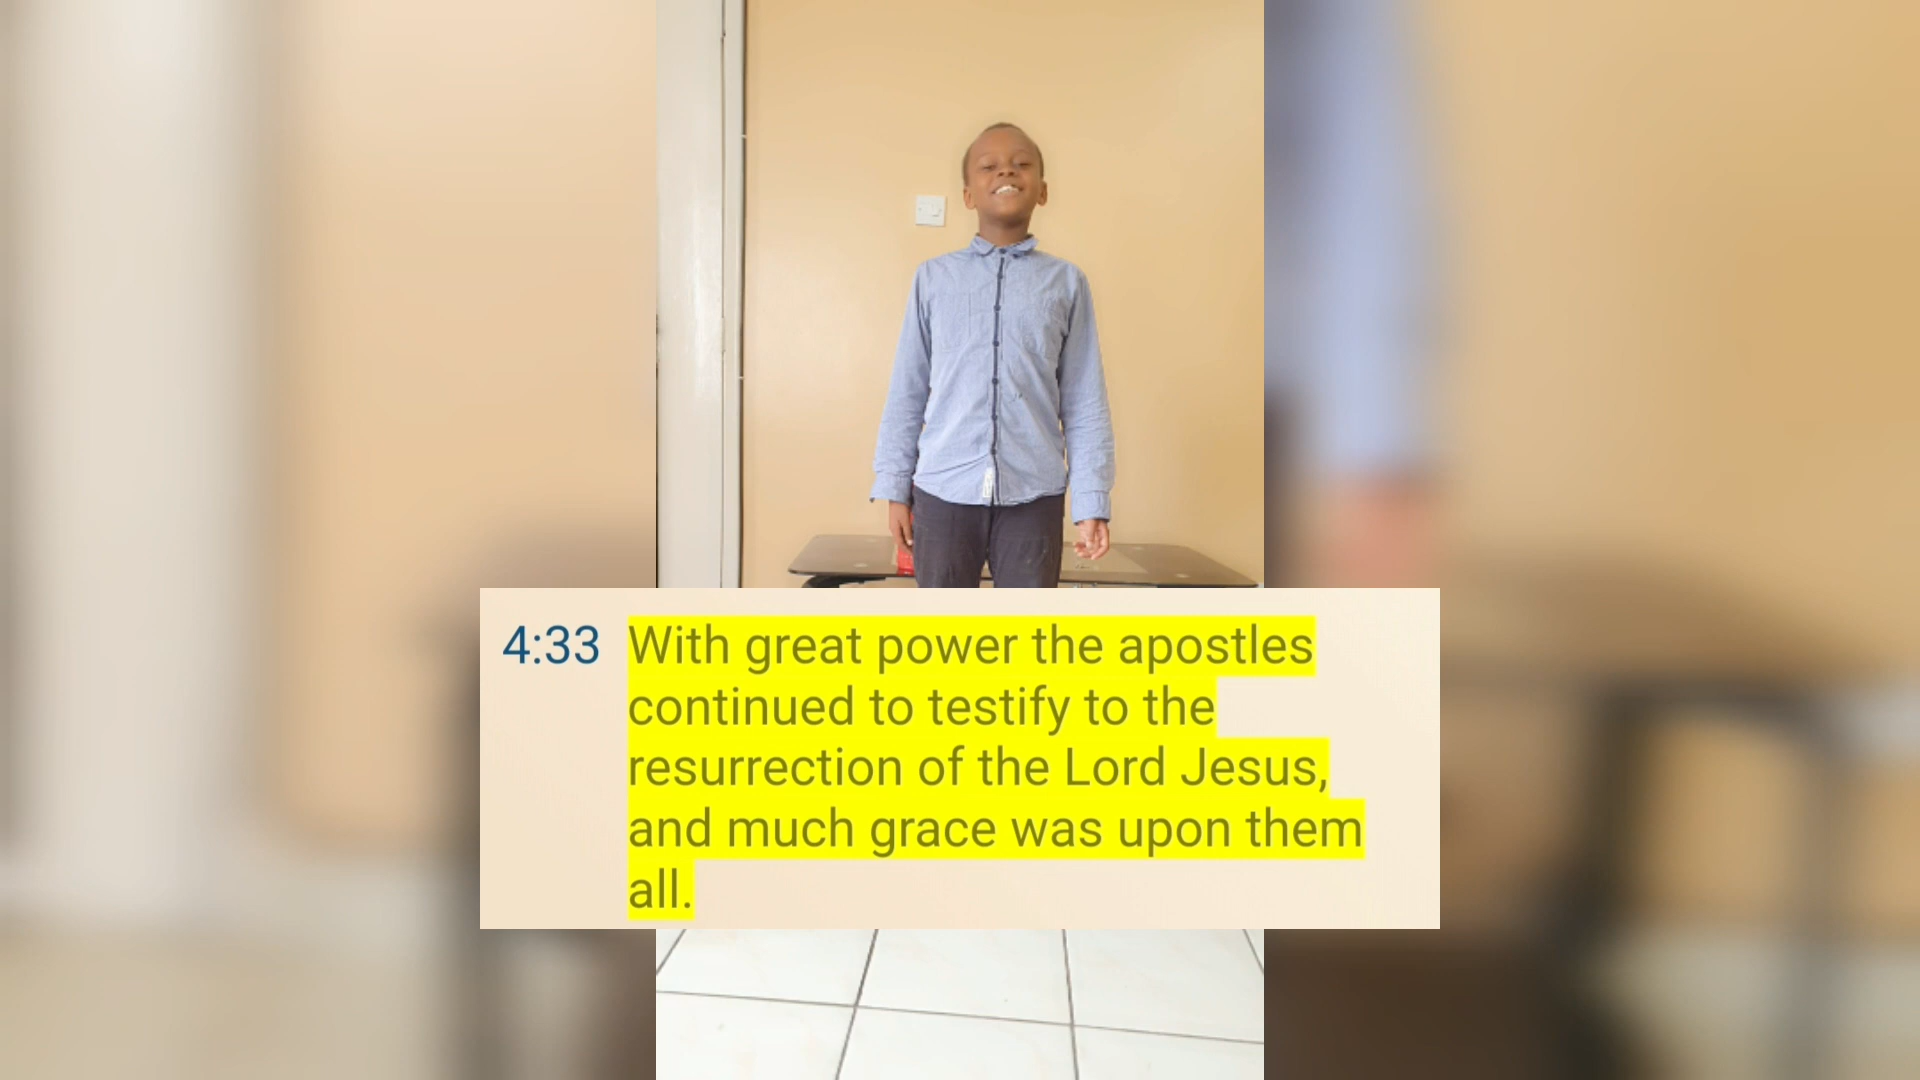 4:33 With great power the apostles
continued to testify to the
resurrection of the Lord Jesus,
and much grace was upon them
all.